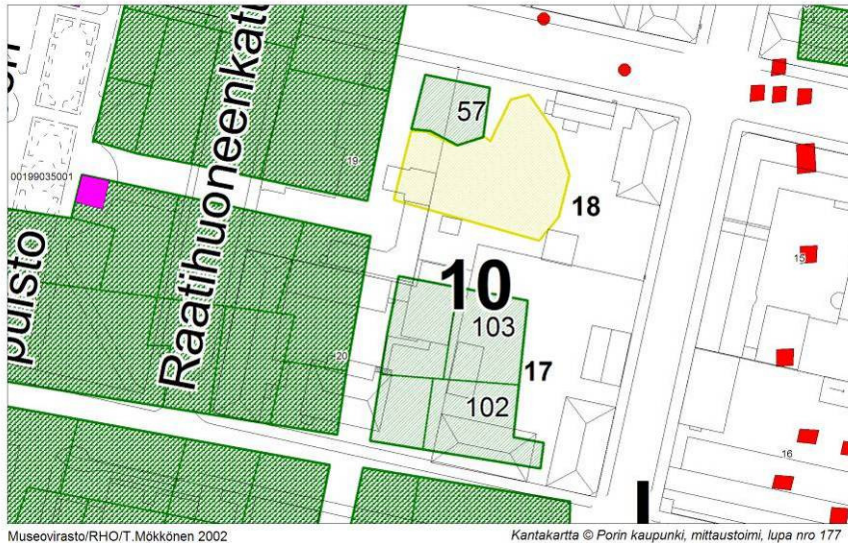 Raatihuoneenkatu
57
19
00199035001
18
15
10
puisto
103
20
17
102
16
I
Museovirasto/RHO/T.Mökkönen 2002
Kantakartta © Porin kaupunki, mittaustoimi, lupa nro 177